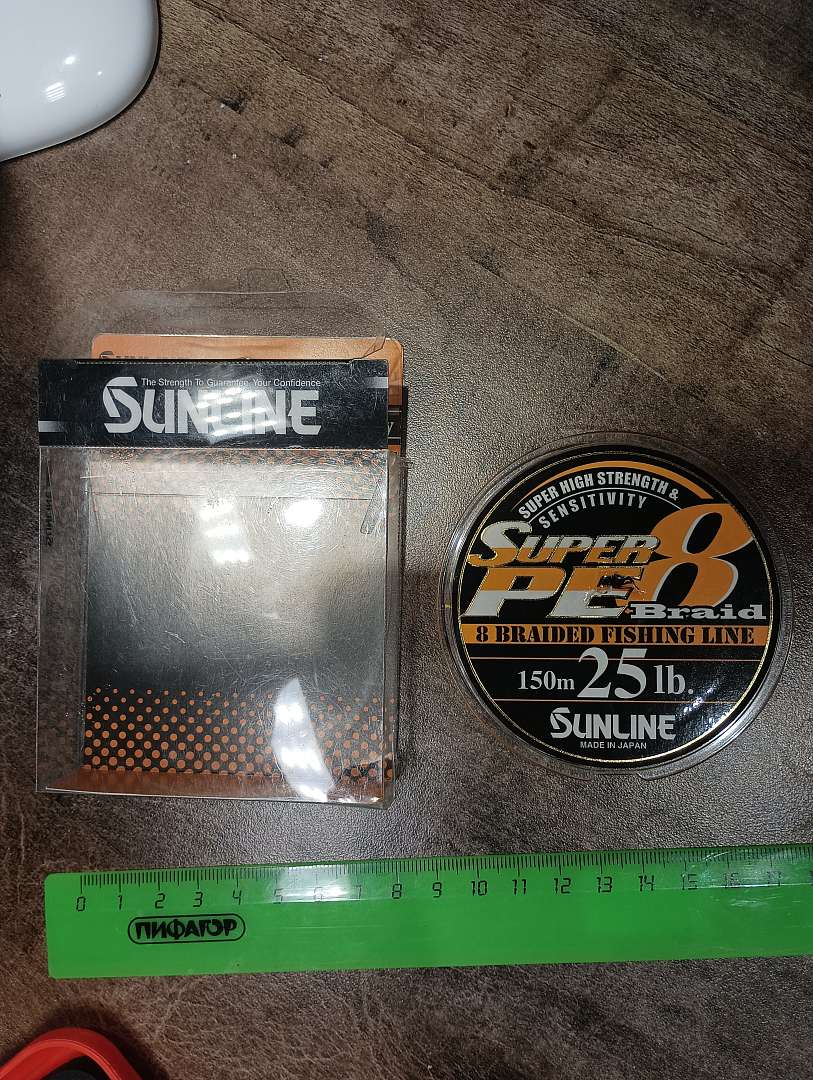 The Strength To Guarantee Your Confidence
SUNLINE
SUPER HIGH STRENGTH &
SENSITIVITY
SUPER
PE 8
Braid
8 BRAIDED FISHING LINE
150m 25 lb.
SUNLINE
MADE IN JAPAN
0 1 2 3 4 5 6 7 8 9 10 11 12 13 14 15 16
ПИФАГОР